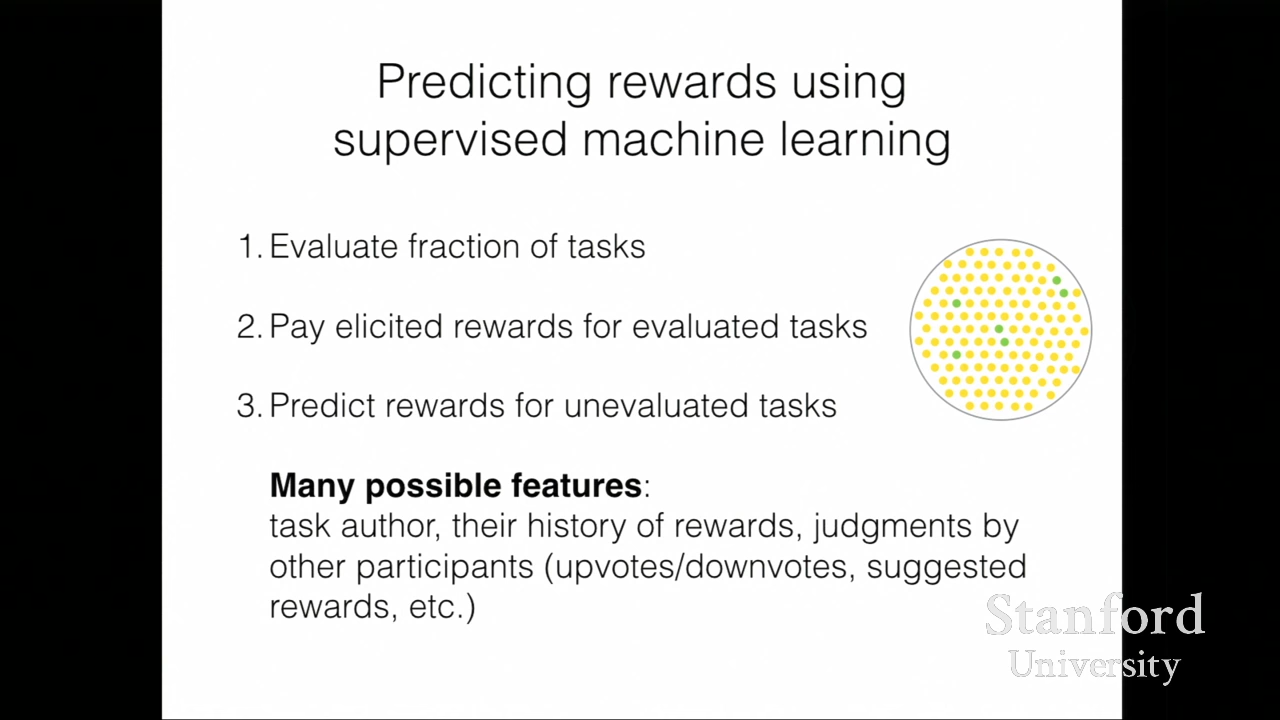 Predicting rewards using
supervised machine learning
1. Evaluate fraction of tasks
2. Pay elicited rewards for evaluated tasks
3. Predict rewards for unevaluated tasks
Many possible features:
task author, their history of rewards, judgments by
other participants (upvotes/downvotes, suggested
rewards, etc.)
Stanford
University